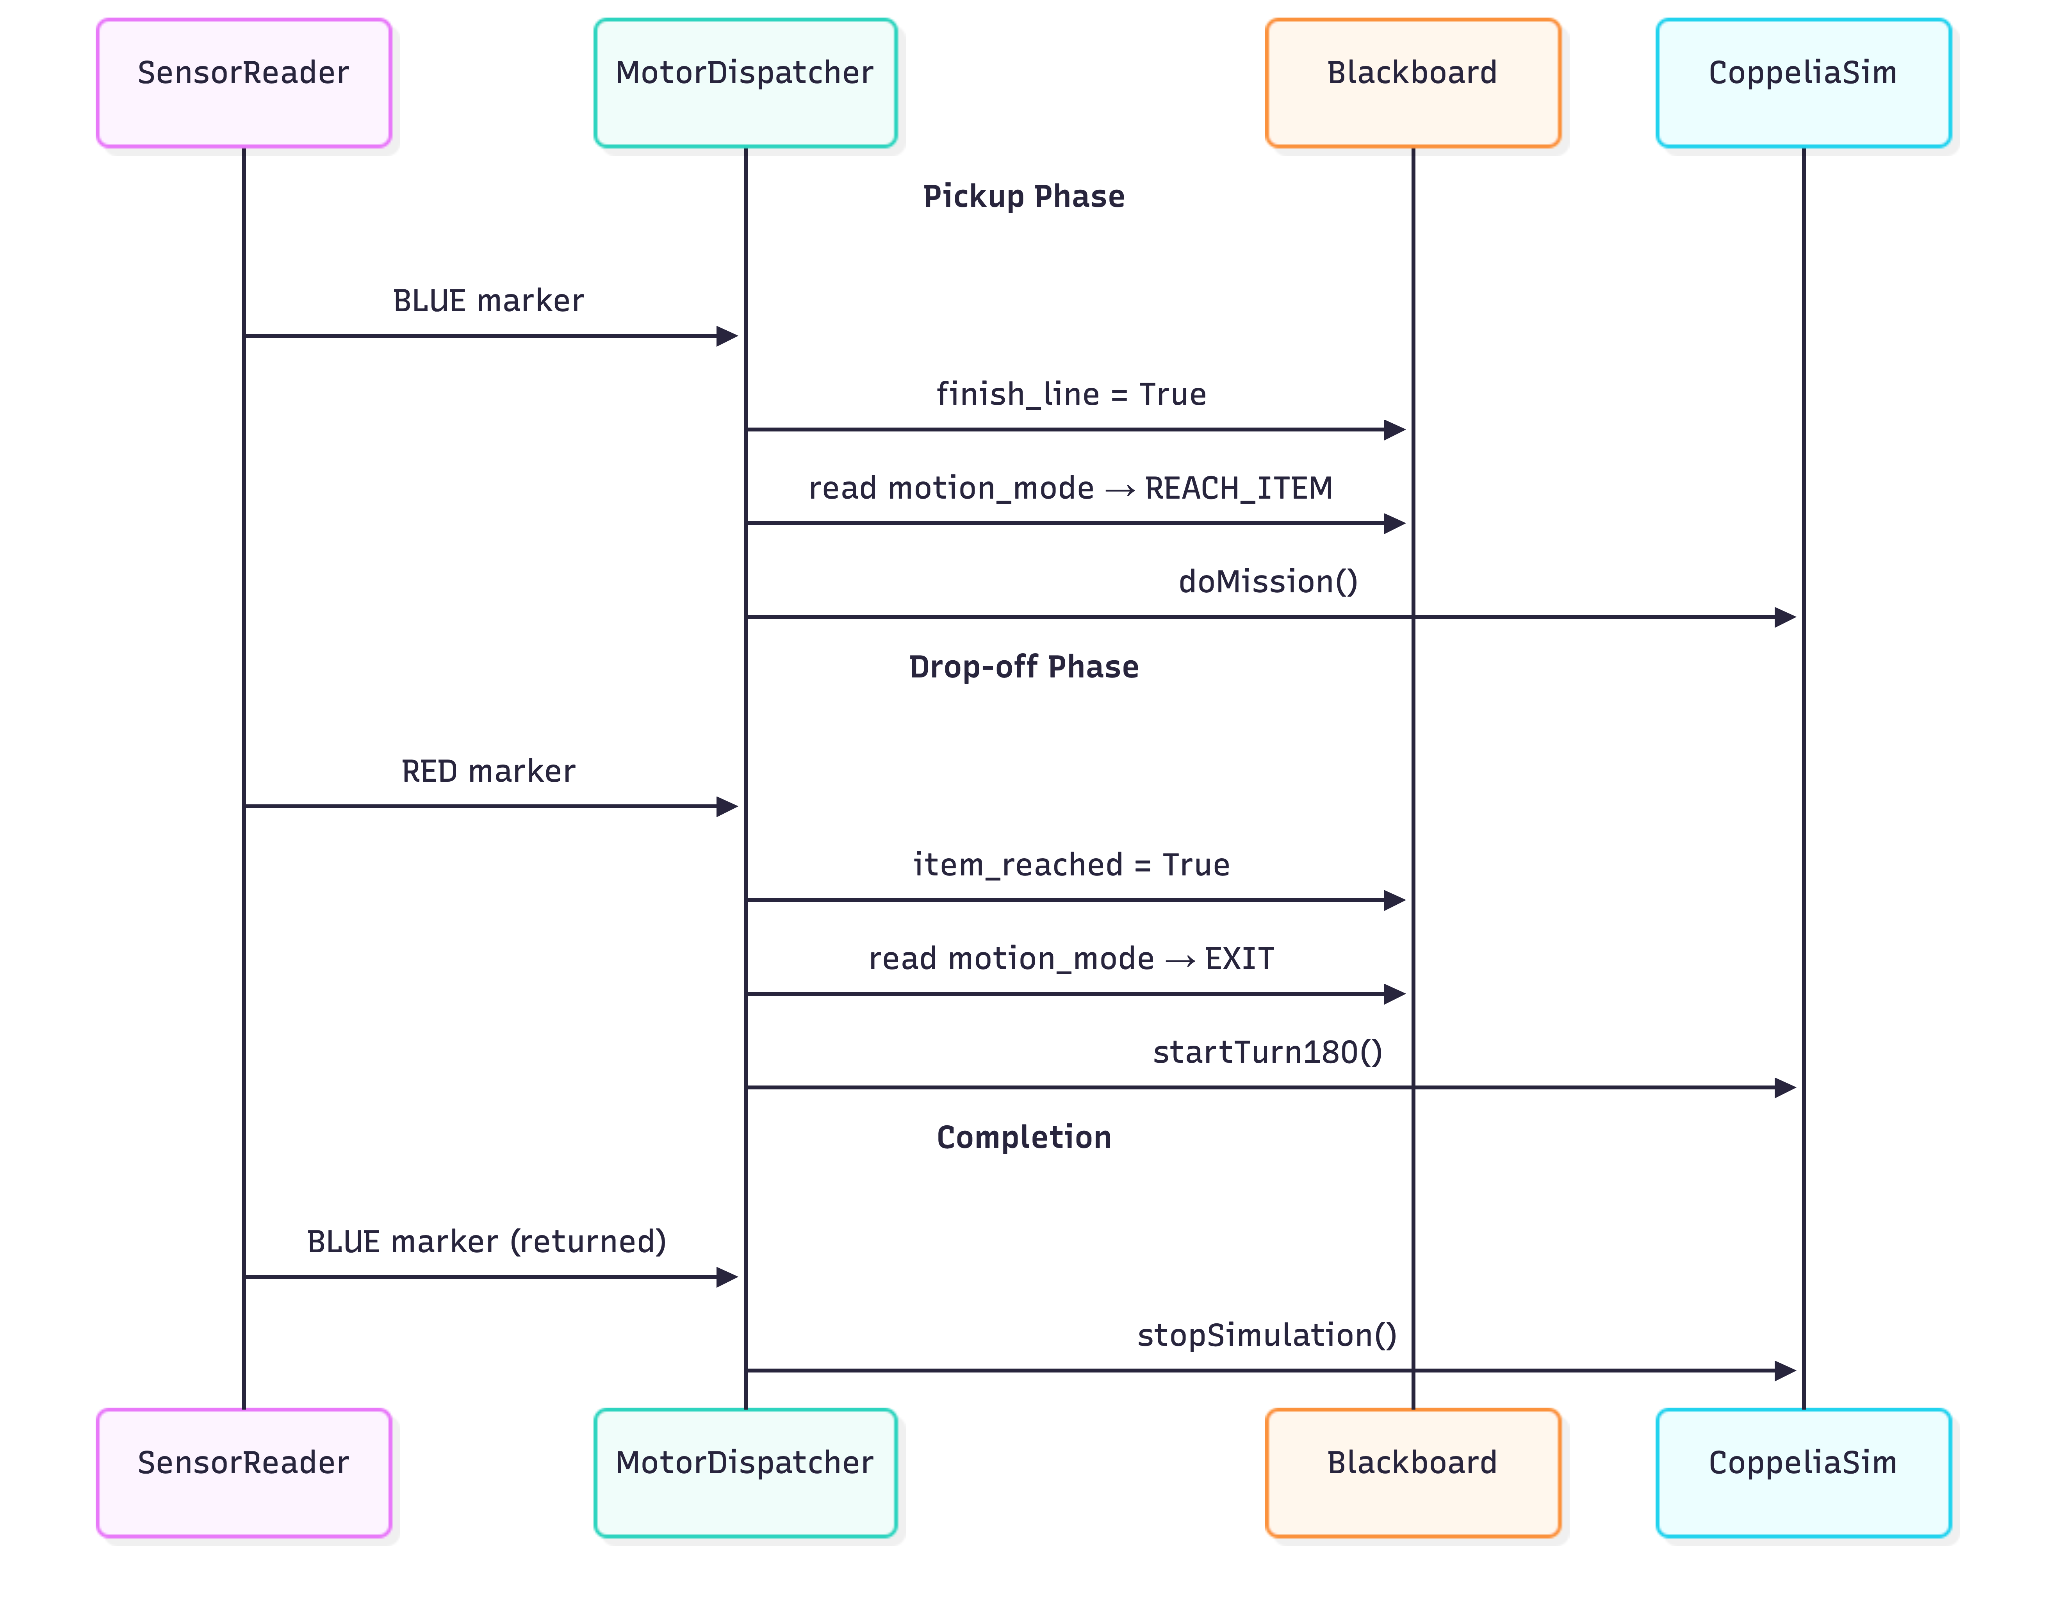 SensorReader
MotorDispatcher
Blackboard
CoppeliaSim
Pickup Phase
BLUE marker
finish_line = True
read motion_mode → REACH_ITEM
doMission()
Drop-off Phase
RED marker
item_reached = True
read motion_mode → EXIT
startTurn180()
Completion
BLUE marker (returned)
stopSimulation()
SensorReader
MotorDispatcher
Blackboard
CoppeliaSim